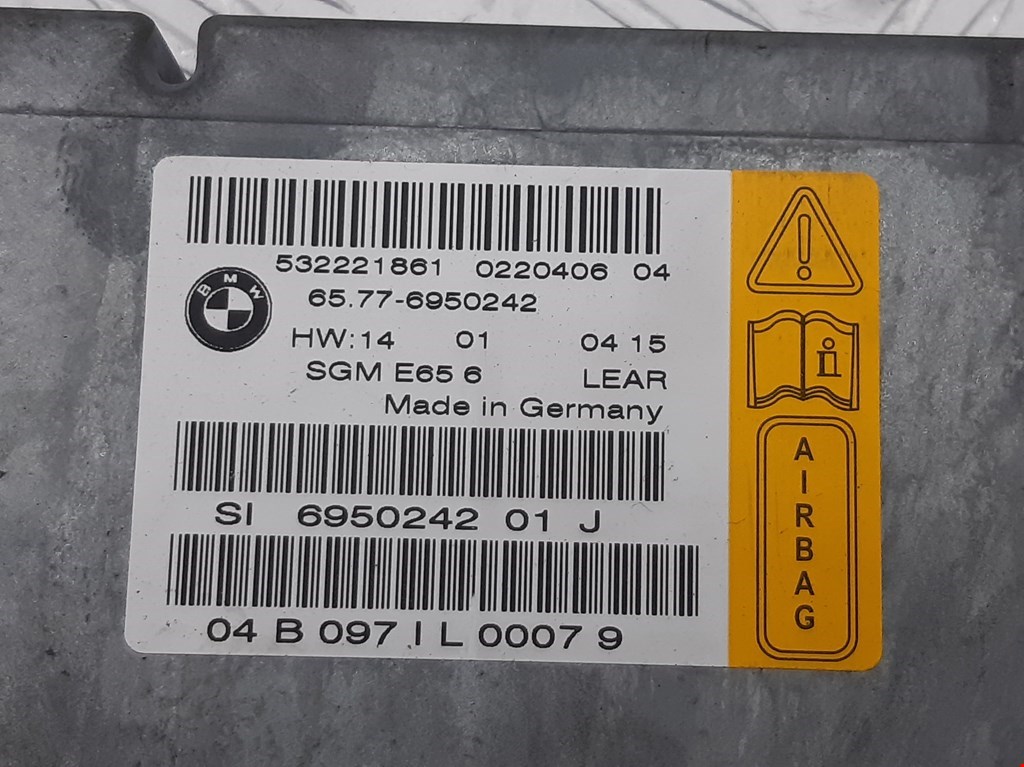 532221861 0220406 04
BMW
65.77-6950242
HW:14 01 04 15
SGM E65 6 LEAR
Made in Germany
SI 6950242 01 J
04 B 097 I L 0007 9
i
AIRBAG